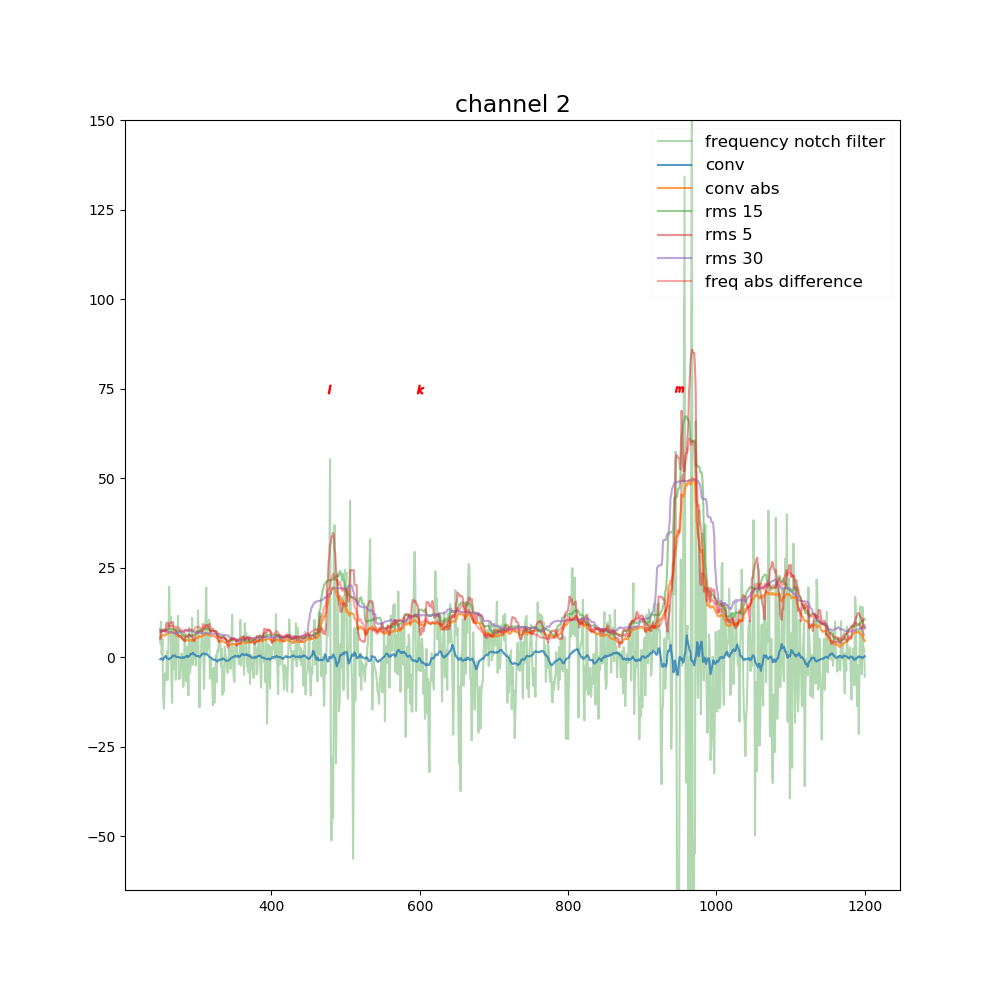 channel 2
150
125
100
75
50
25
0
−25
−50
frequency notch filter
conv
conv abs
rms 15
rms 5
rms 30
freq abs difference
l
k
m
400
600
800
1000
1200